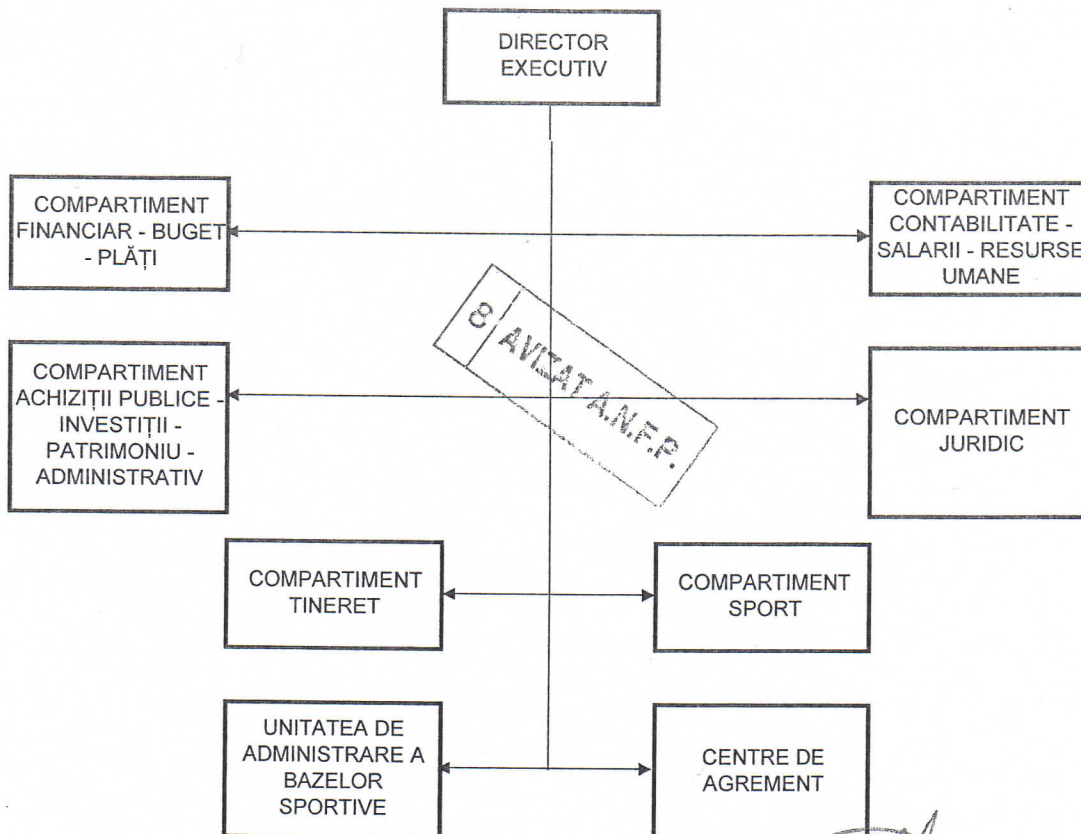 DIRECTOR
EXECUTIV
COMPARTIMENT
FINANCIAR - BUGET
- PLĂȚI
COMPARTIMENT
CONTABILITATE -
SALARII - RESURSE
UMANE
8 AVIZAT A.N.F.P.
COMPARTIMENT
ACHIZIȚII PUBLICE -
INVESTIȚII -
PATRIMONIU -
ADMINISTRATIV
COMPARTIMENT
JURIDIC
COMPARTIMENT
TINERET
COMPARTIMENT
SPORT
UNITATEA DE
ADMINISTRARE A
BAZELOR
SPORTIVE
CENTRE DE
AGREMENT